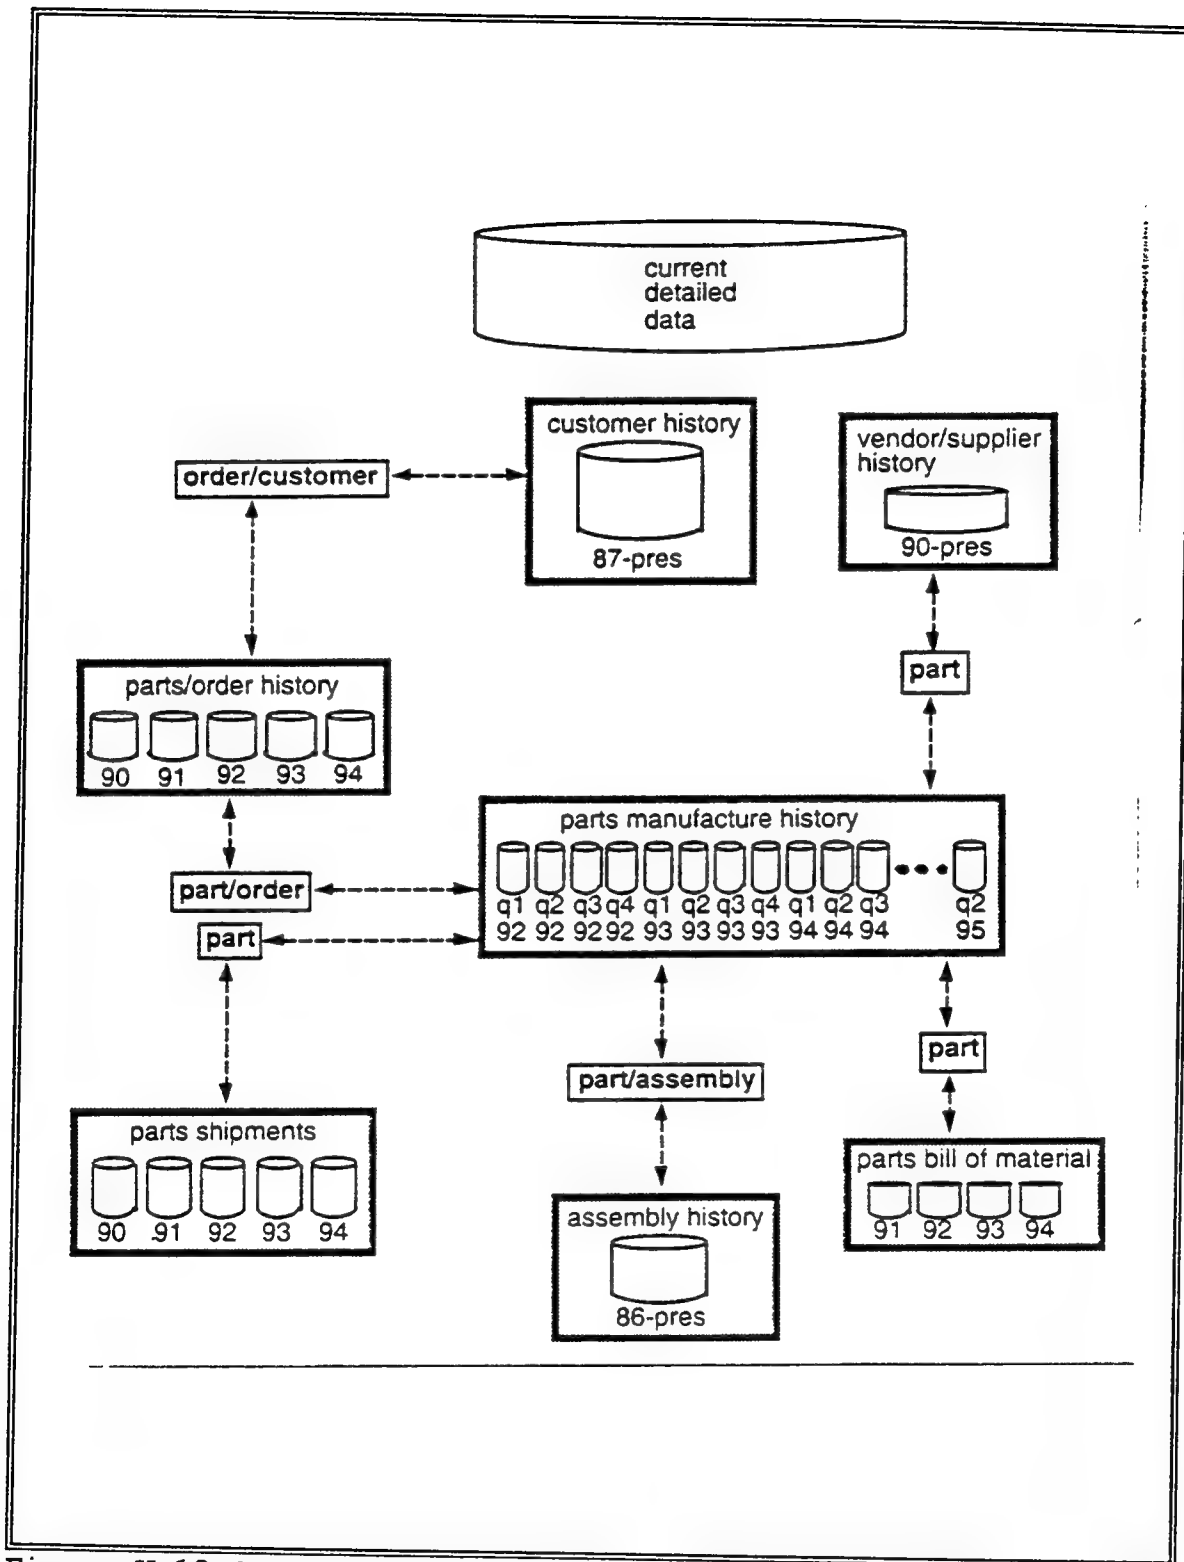 current
detailed
data
customer history
87-pres
vendor/supplier
history
90-pres
order/customer
part
parts/order history
90 91 92 93 94
parts manufacture history
q1 q2 q3 q4 q1 q2 q3 q4 q1 q2 q3 q2
92 92 92 92 93 93 93 93 94 94 94 95
part/order
part
part/assembly
part
parts shipments
90 91 92 93 94
parts bill of material
91 92 93 94
assembly history
86-pres